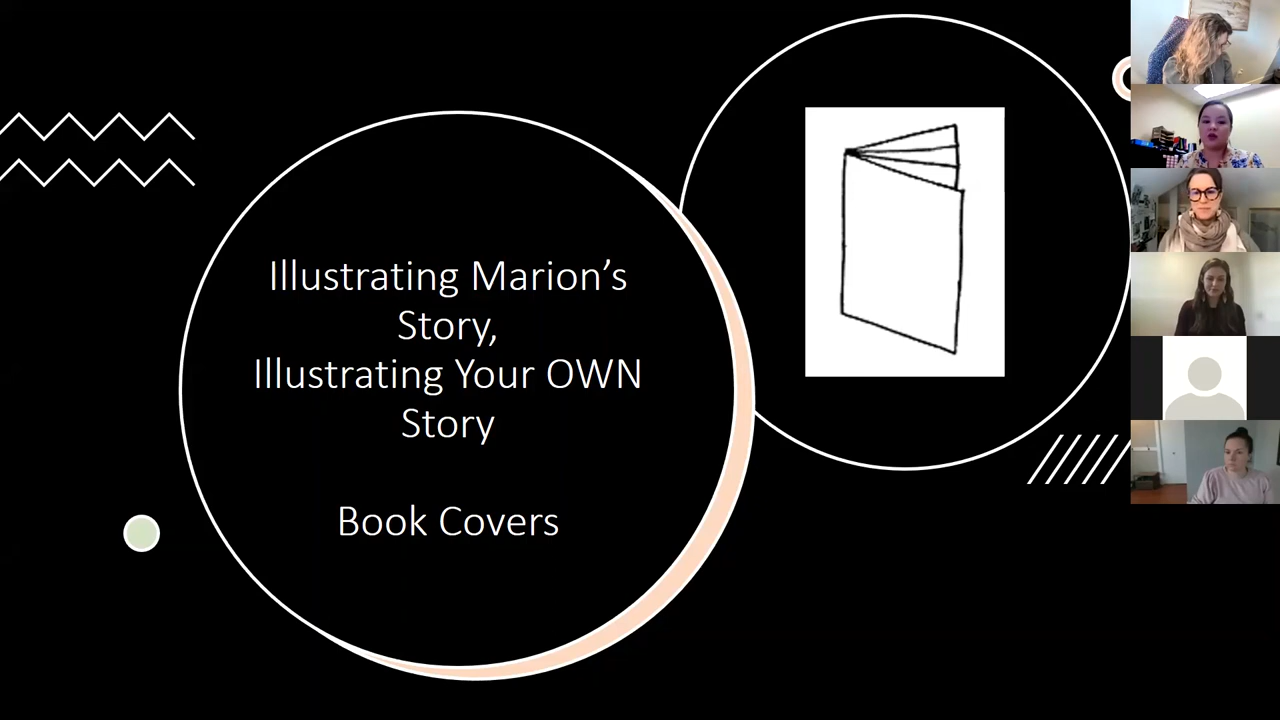 Illustrating Marion’s
Story,
Illustrating Your OWN
Story
Book Covers